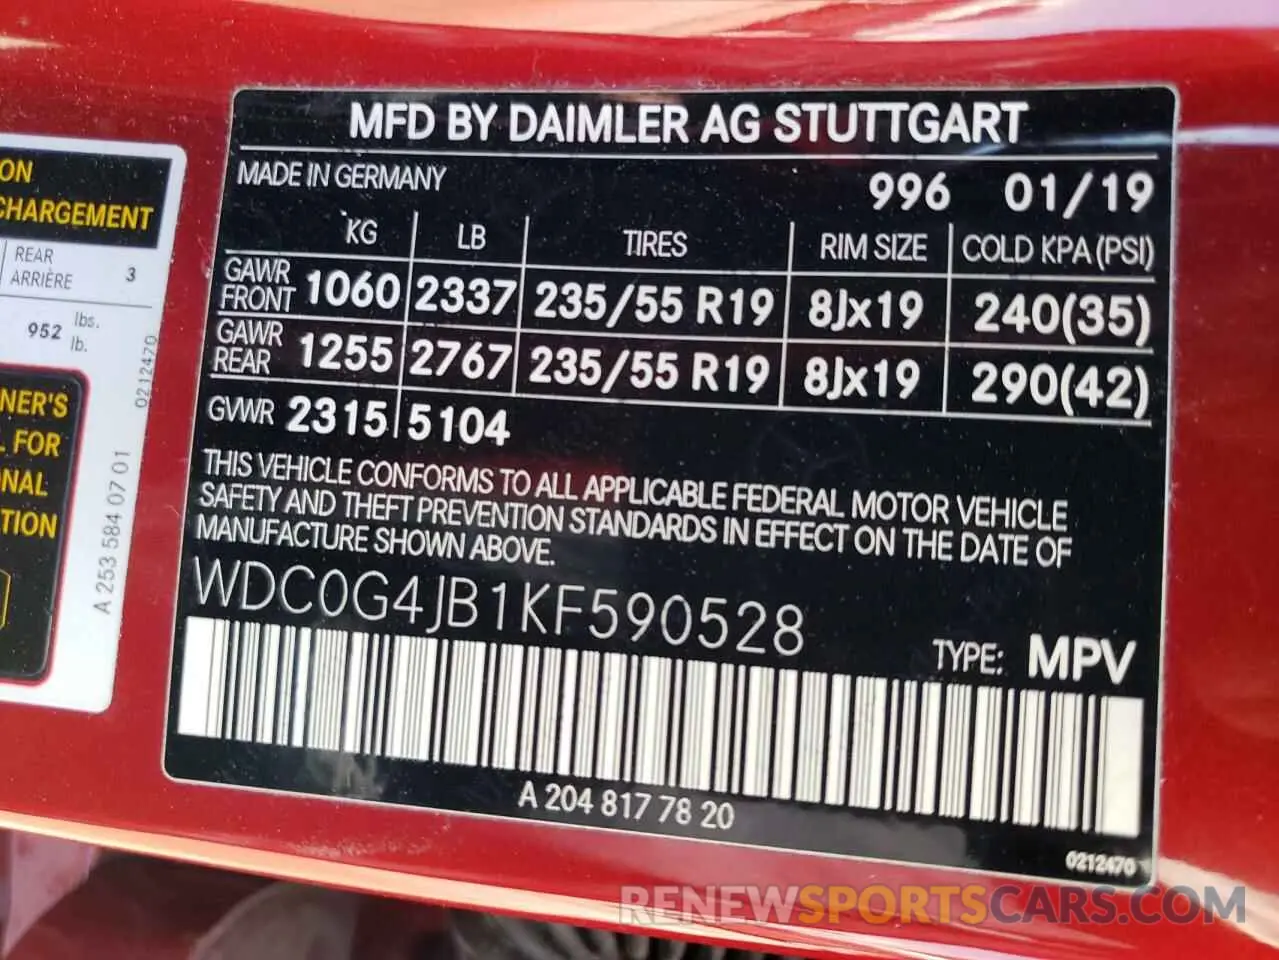 ON
CHARGEMENT
REAR
ARRIÈRE 3
952 lbs.
lb.
0212470
NER'S
L FOR
NAL
TION
A 253 584 07 01
MFD BY DAIMLER AG STUTTGART
MADE IN GERMANY 996 01/19
KG LB TIRES RIM SIZE COLD KPA (PSI)
GAWR FRONT 1060 2337 235/55 R19 8Jx19 240(35)
GAWR REAR 1255 2767 235/55 R19 8Jx19 290(42)
GVWR 2315 5104
THIS VEHICLE CONFORMS TO ALL APPLICABLE FEDERAL MOTOR VEHICLE
SAFETY AND THEFT PREVENTION STANDARDS IN EFFECT ON THE DATE OF
MANUFACTURE SHOWN ABOVE.
WDC0G4JB1KF590528
TYPE: MPV
A 204 817 78 20
0212470
RENEWSPORTSCARS.COM